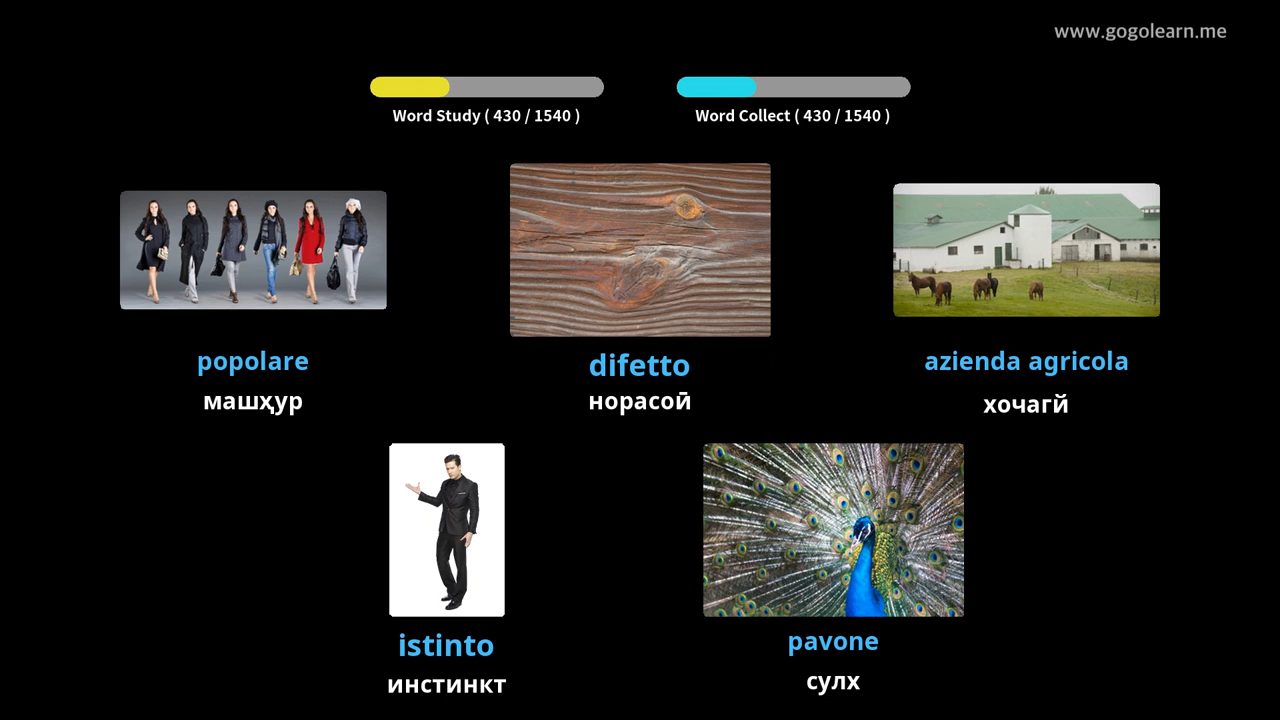 www.gogolearn.me
Word Study ( 430 / 1540 )
Word Collect ( 430 / 1540 )
popolare
машҳур
difetto
норасоӣ
azienda agricola
хочагӣ
istinto
инстинкт
pavone
сулх